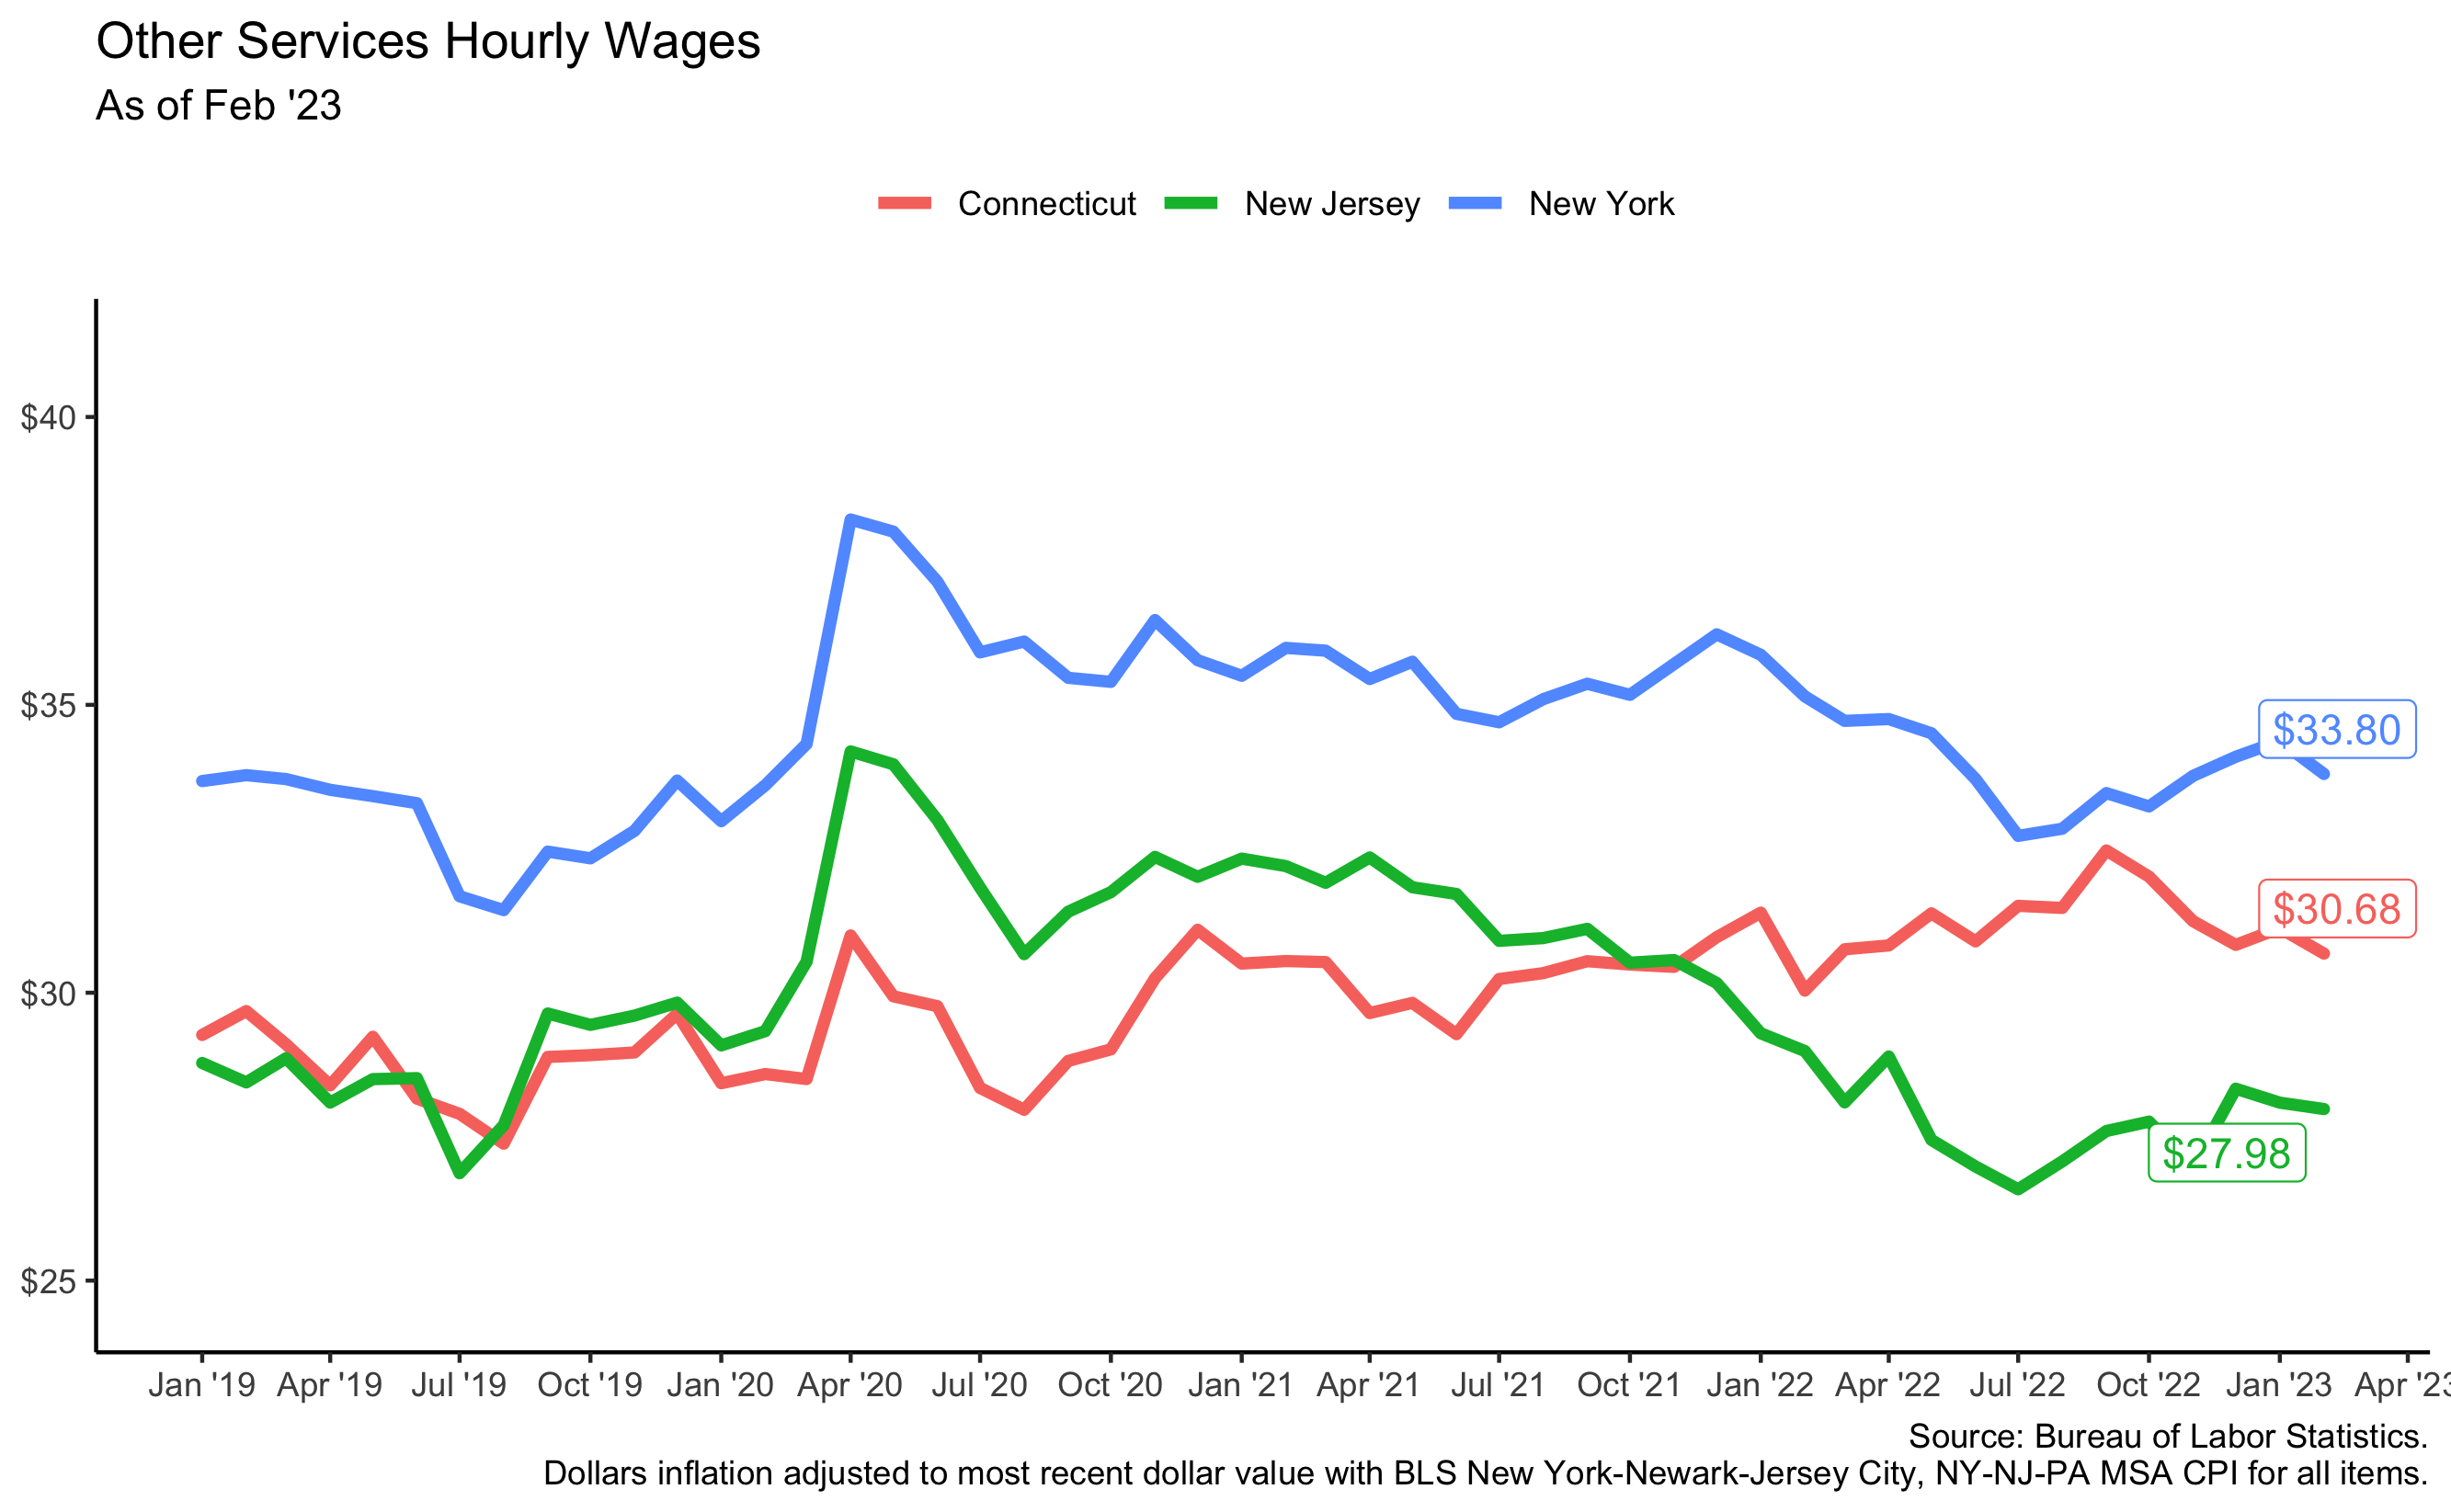 Other Services Hourly Wages
As of Feb '23
Connecticut New Jersey New York
$40
$35
$30
$25
$33.80
$30.68
$27.98
Jan '19 Apr '19 Jul '19 Oct '19 Jan '20 Apr '20 Jul '20 Oct '20 Jan '21 Apr '21 Jul '21 Oct '21 Jan '22 Apr '22 Jul '22 Oct '22 Jan '23 Apr '23
Source: Bureau of Labor Statistics.
Dollars inflation adjusted to most recent dollar value with BLS New York-Newark-Jersey City, NY-NJ-PA MSA CPI for all items.